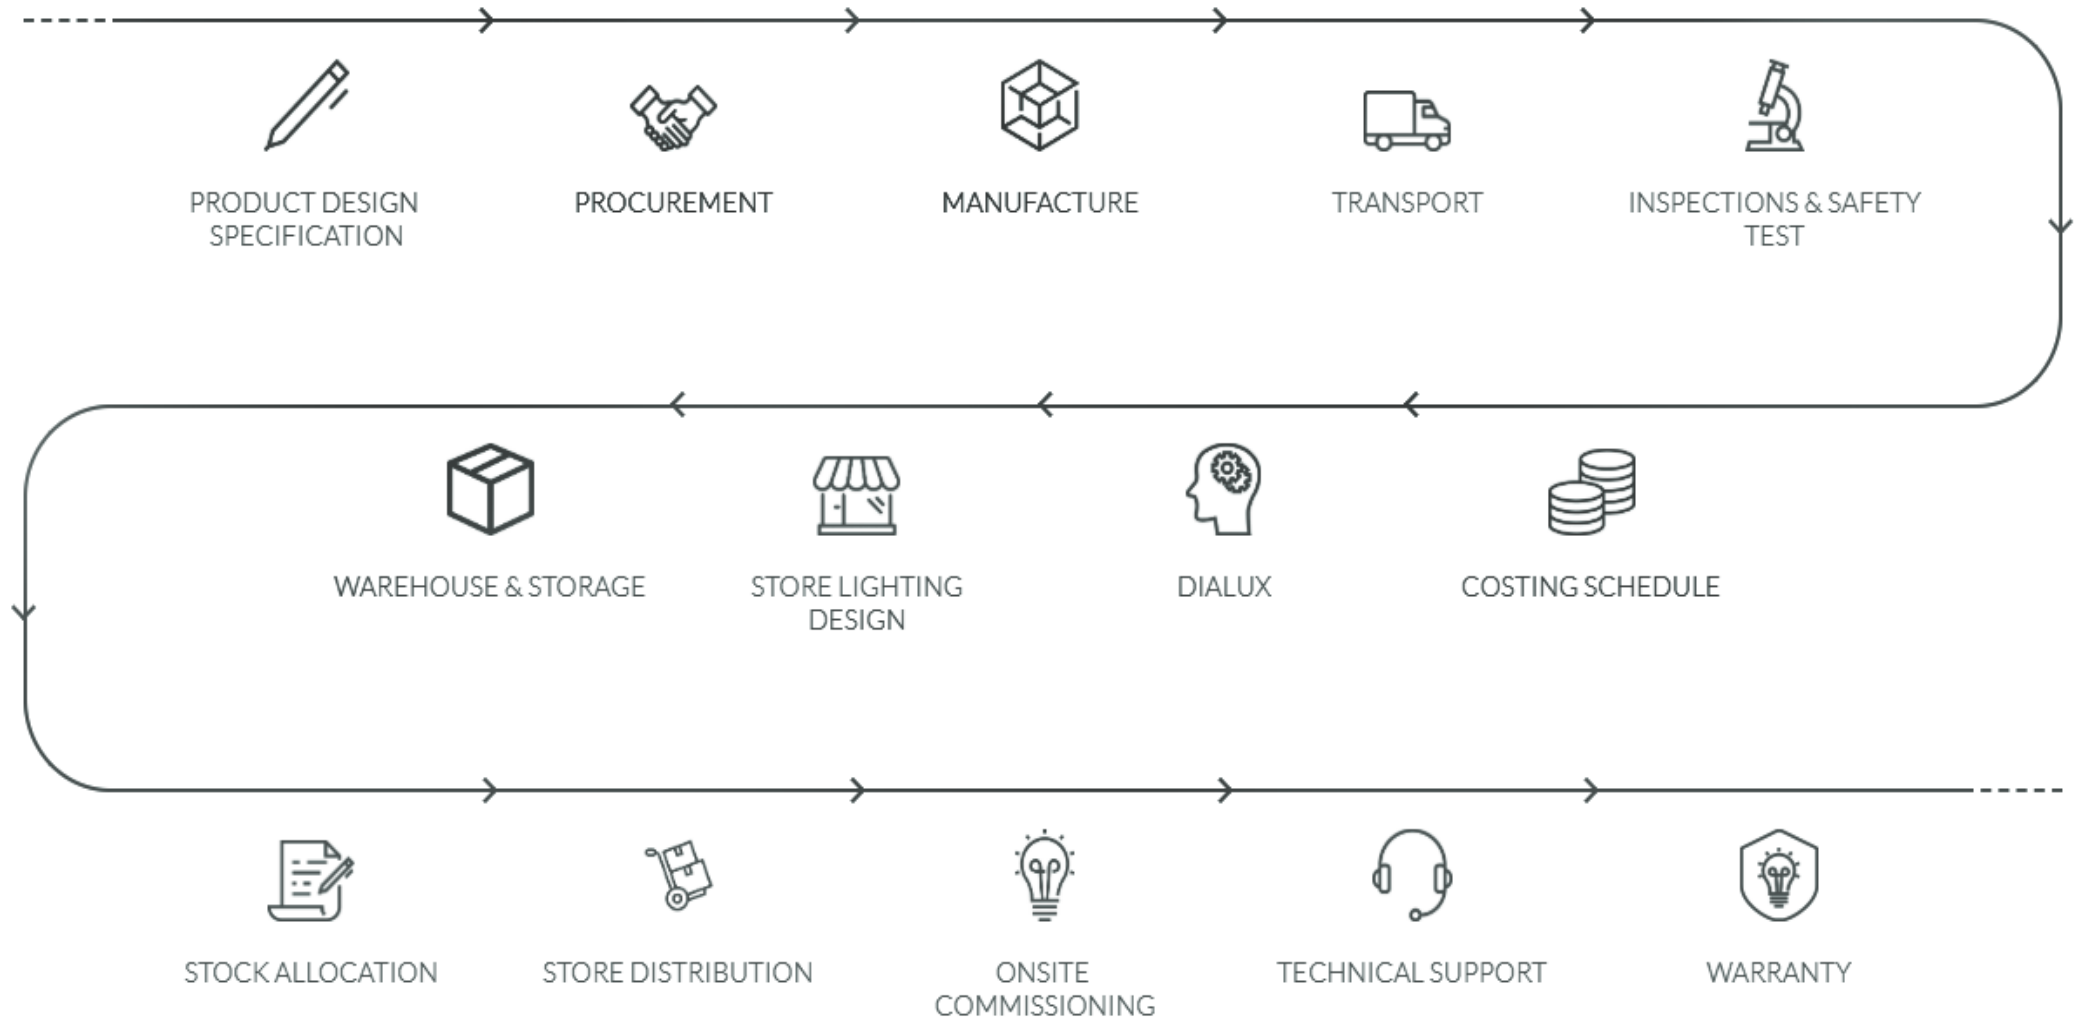 PRODUCT DESIGN
SPECIFICATION
PROCUREMENT
MANUFACTURE
TRANSPORT
INSPECTIONS & SAFETY
TEST
WAREHOUSE & STORAGE
STORE LIGHTING
DESIGN
DIALUX
COSTING SCHEDULE
STOCK ALLOCATION
STORE DISTRIBUTION
ONSITE
COMMISSIONING
TECHNICAL SUPPORT
WARRANTY